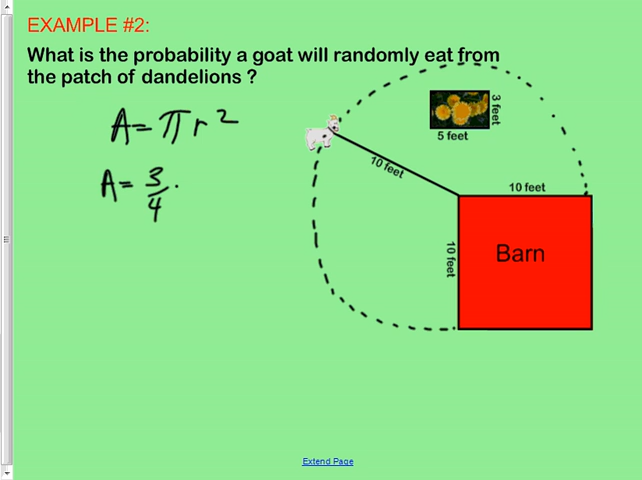 EXAMPLE #2:
What is the probability a goat will randomly eat from
the patch of dandelions ?
A = πr²
A = 3/4 ·
3 feet
5 feet
10 feet
10 feet
10 feet
Barn
Extend Page